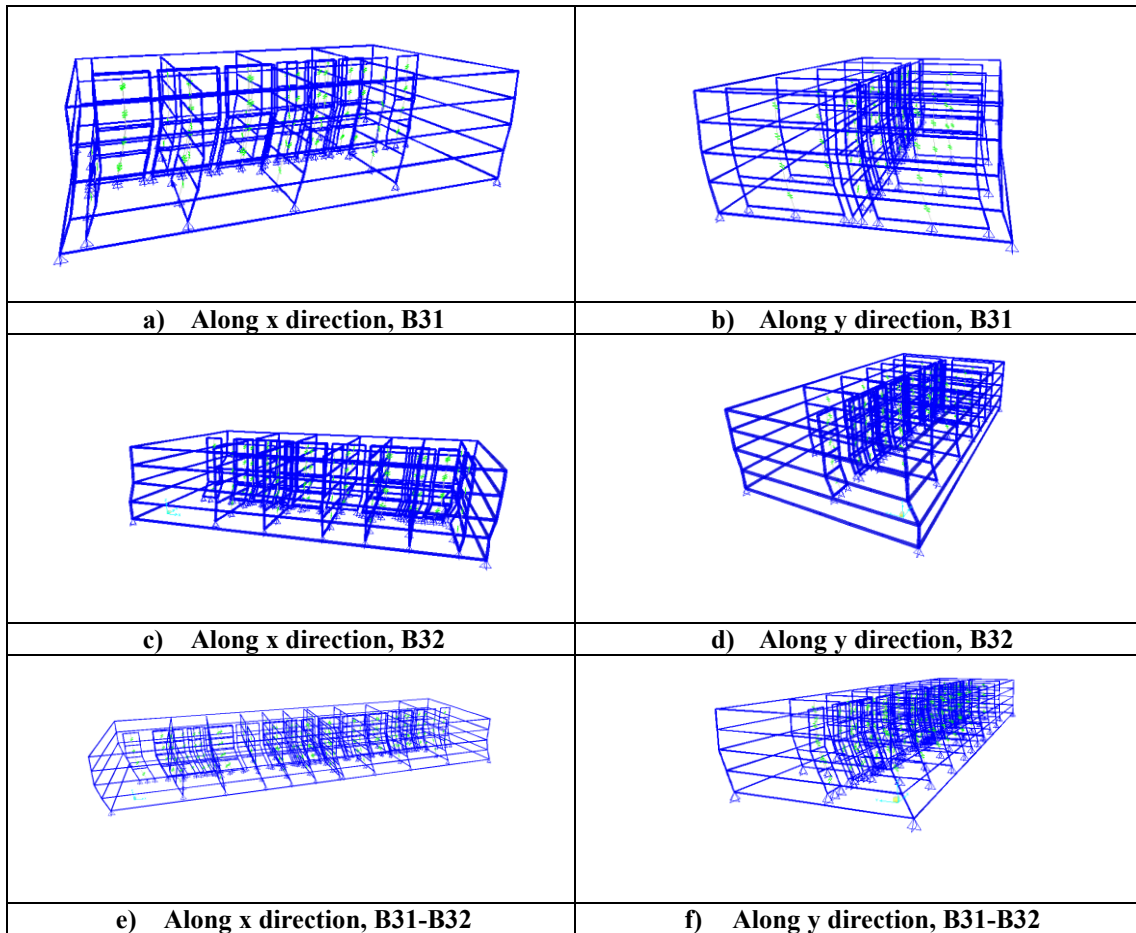 a) Along x direction, B31
b) Along y direction, B31
c) Along x direction, B32
d) Along y direction, B32
e) Along x direction, B31-B32
f) Along y direction, B31-B32